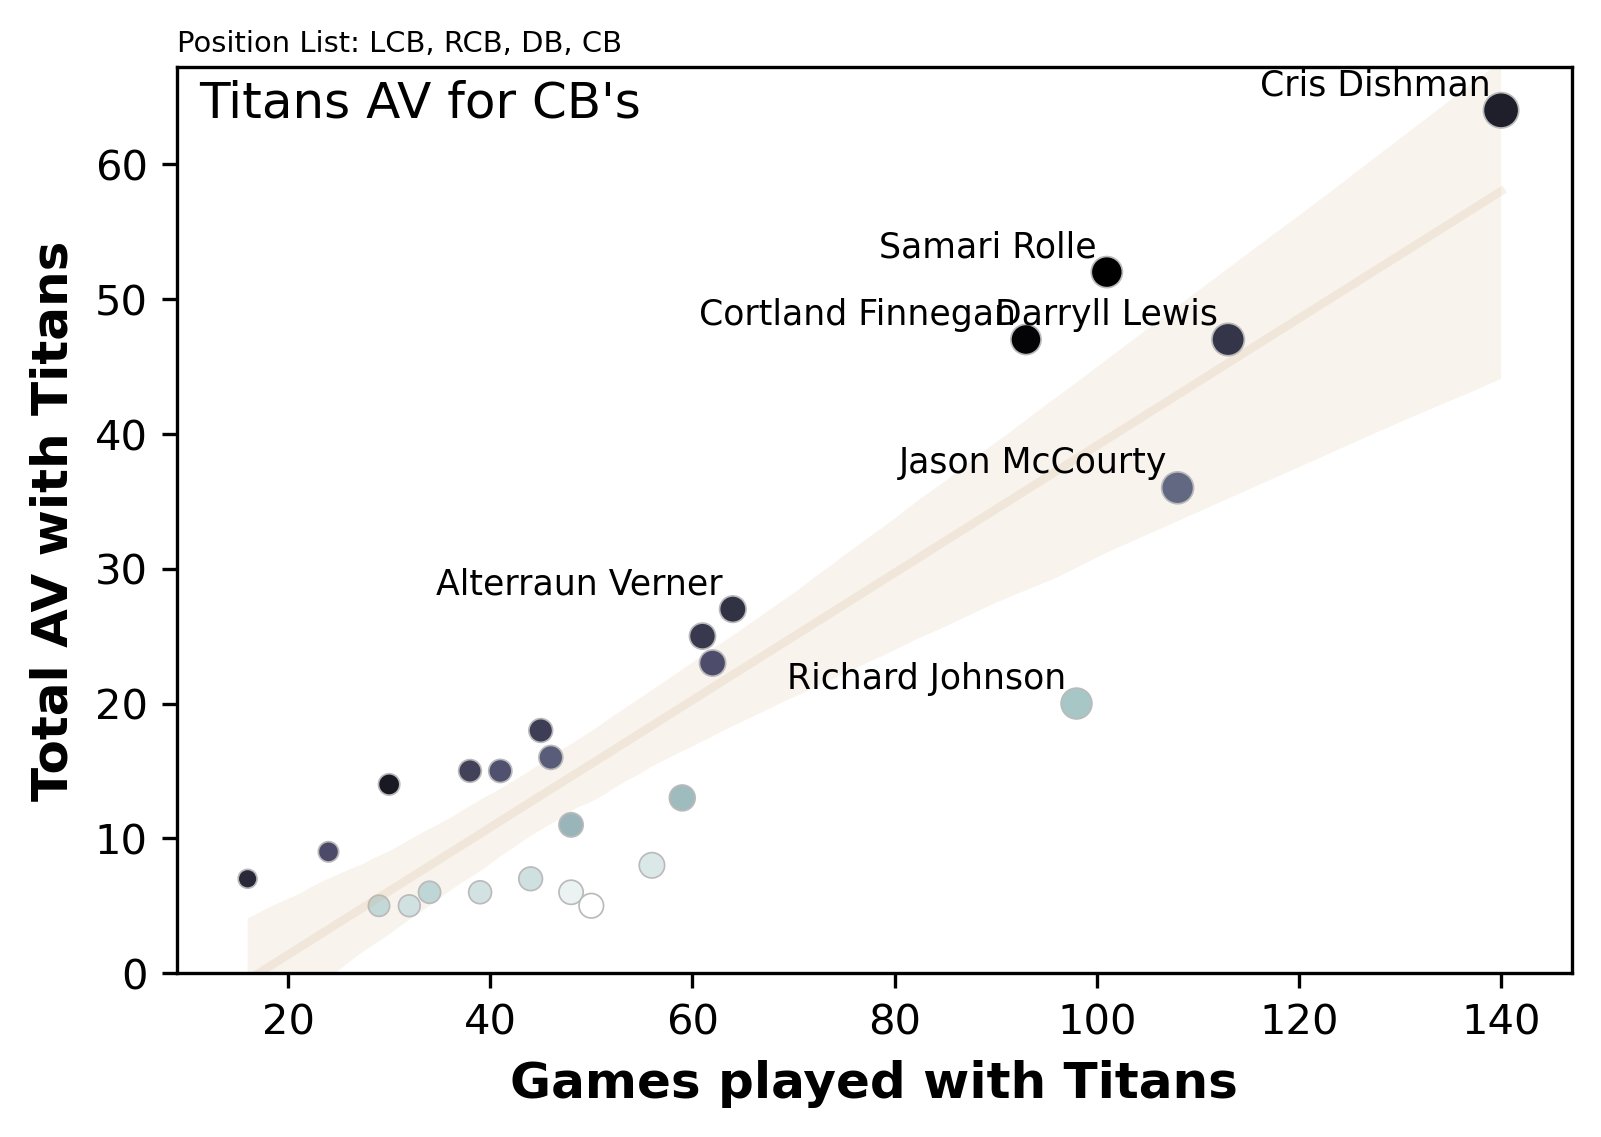 Position List: LCB, RCB, DB, CB
Titans AV for CB's
Cris Dishman
Samari Rolle
Cortland Finnegan
Darryll Lewis
Jason McCourty
Alterraun Verner
Richard Johnson
Total AV with Titans
60
50
40
30
20
10
0
20 40 60 80 100 120 140
Games played with Titans